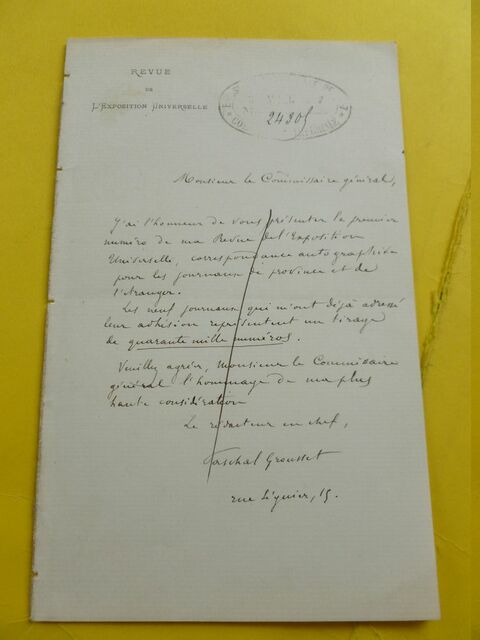 REVUE
DE
L'EXPOSITION UNIVERSELLE
24305
Monsieur le Commissaire général,
J'ai l'honneur de vous présenter le premier
numéro de ma Revue de l'Exposition
Universelle, correspondance autographiée
pour les journaux de province et de
l'étranger.
Les neuf journaux qui m'ont déjà adressé
leur adhésion représentent un tirage
de quarante mille numéros.
Veuillez agréer, Monsieur le Commissaire
général l'hommage de ma plus
haute considération
Le rédacteur en chef,
Paschal Grousset
rue Séguier, 15.